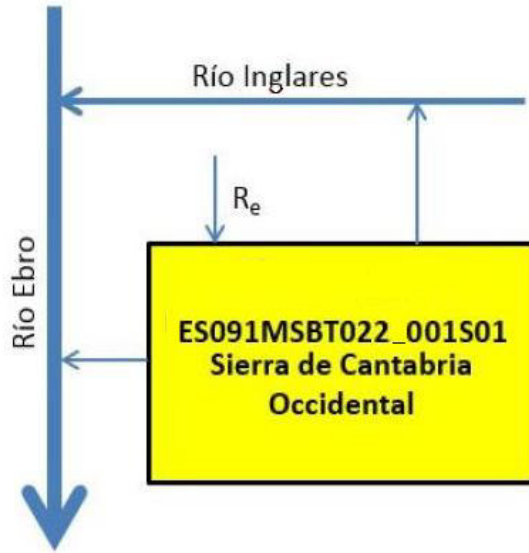 Río Inglares
Re
Río Ebro
ES091MSBT022_001S01
Sierra de Cantabria
Occidental